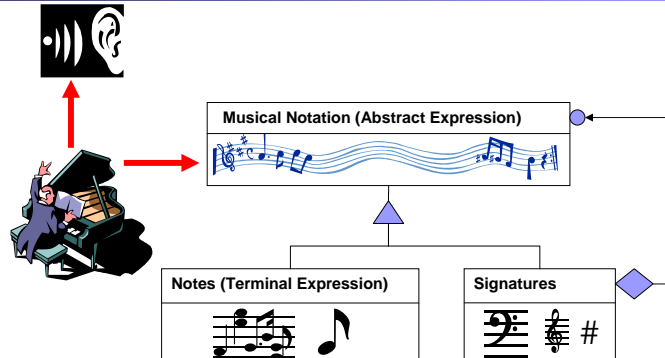 Musical Notation (Abstract Expression)
Notes (Terminal Expression)
Signatures
#